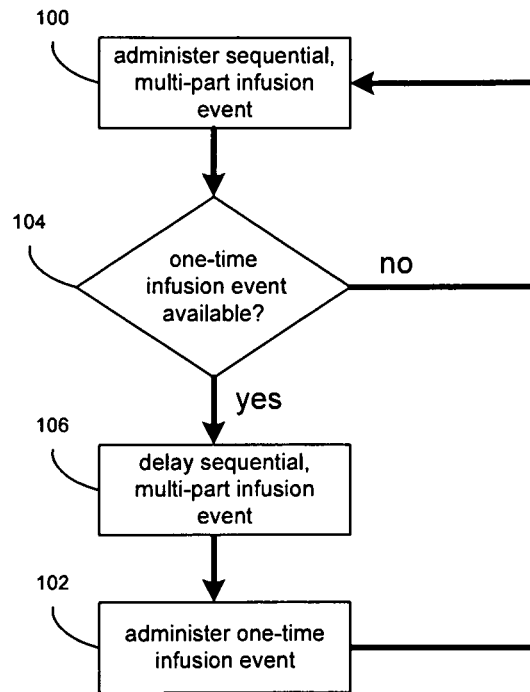 100
administer sequential,
multi-part infusion
event
104
one-time
infusion event
available?
no
yes
106
delay sequential,
multi-part infusion
event
102
administer one-time
infusion event